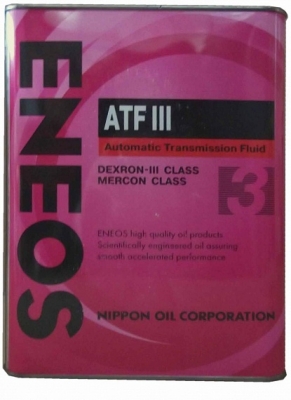 ENEOS
ATF III
Automatic Transmission Fluid
DEXRON-III CLASS
MERCON CLASS
3
ENEOS high quality oil products
Scientifically engineered oil assuring
smooth accelerated performance
NIPPON OIL CORPORATION